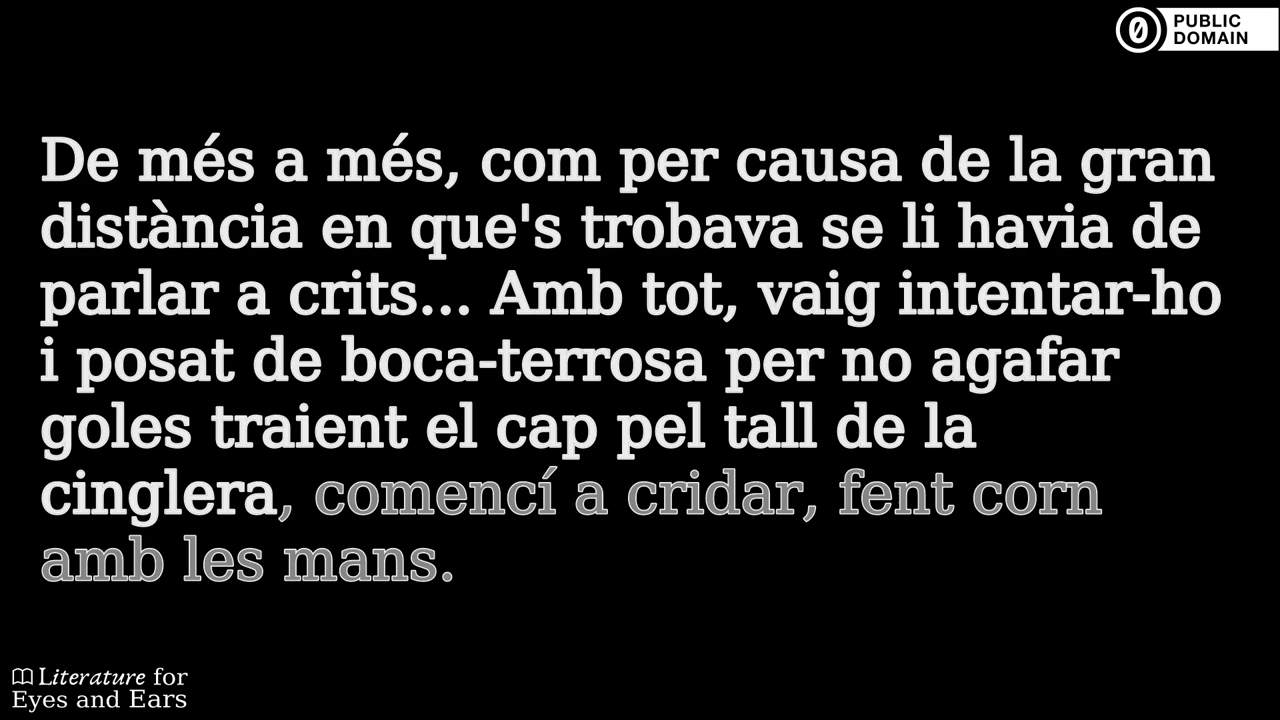 PUBLIC
DOMAIN
De més a més, com per causa de la gran
distància en que's trobava se li havia de
parlar a crits... Amb tot, vaig intentar-ho
i posat de boca-terrosa per no agafar
goles traient el cap pel tall de la
cinglera, comencí a cridar, fent corn
amb les mans.
Literature for
Eyes and Ears